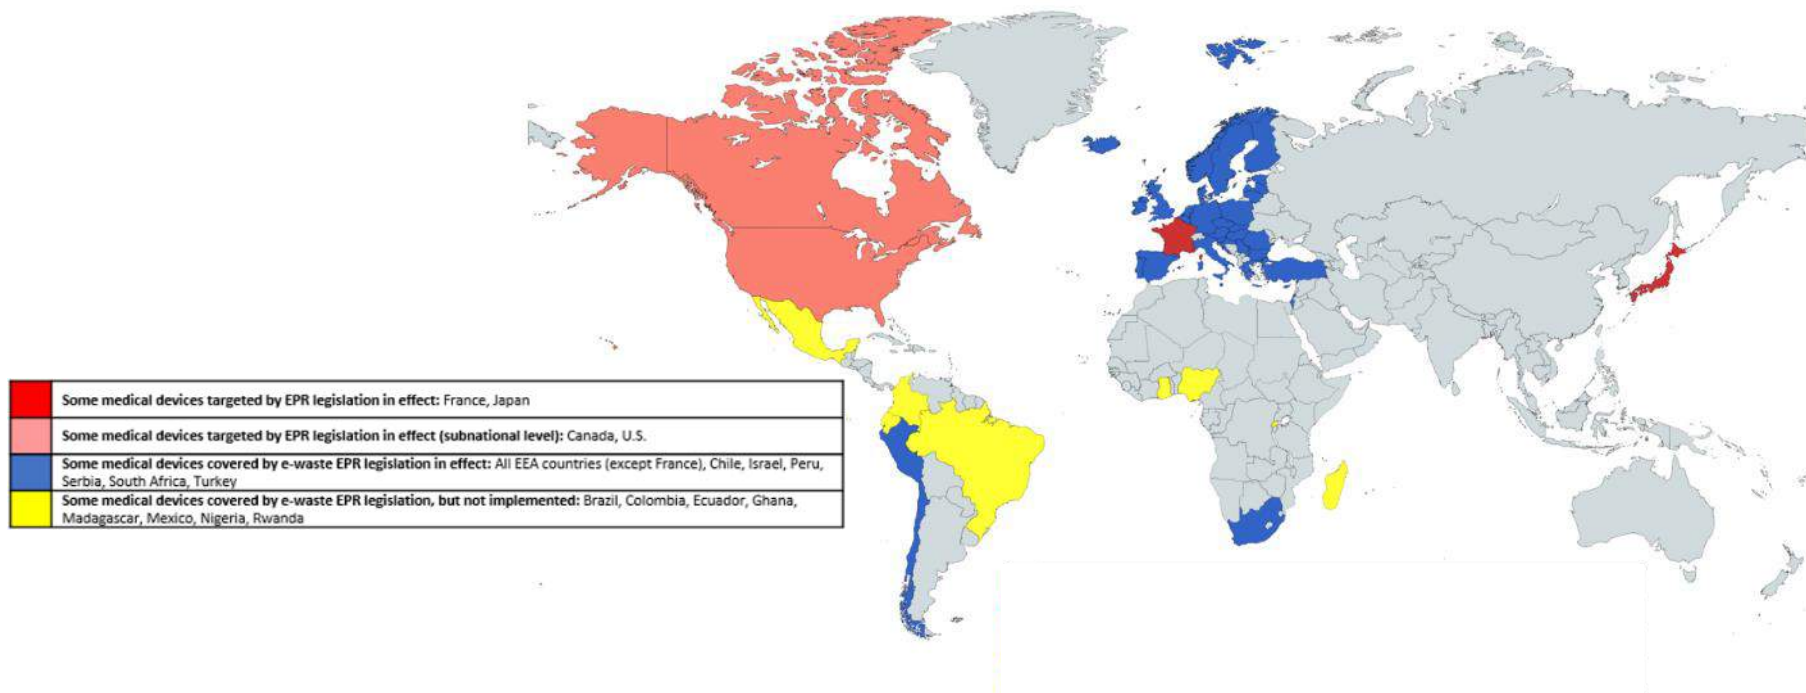 Some medical devices targeted by EPR legislation in effect: France, Japan
Some medical devices targeted by EPR legislation in effect (subnational level): Canada, U.S.
Some medical devices covered by e-waste EPR legislation in effect: All EEA countries (except France), Chile, Israel, Peru,
Serbia, South Africa, Turkey
Some medical devices covered by e-waste EPR legislation, but not implemented: Brazil, Colombia, Ecuador, Ghana,
Madagascar, Mexico, Nigeria, Rwanda